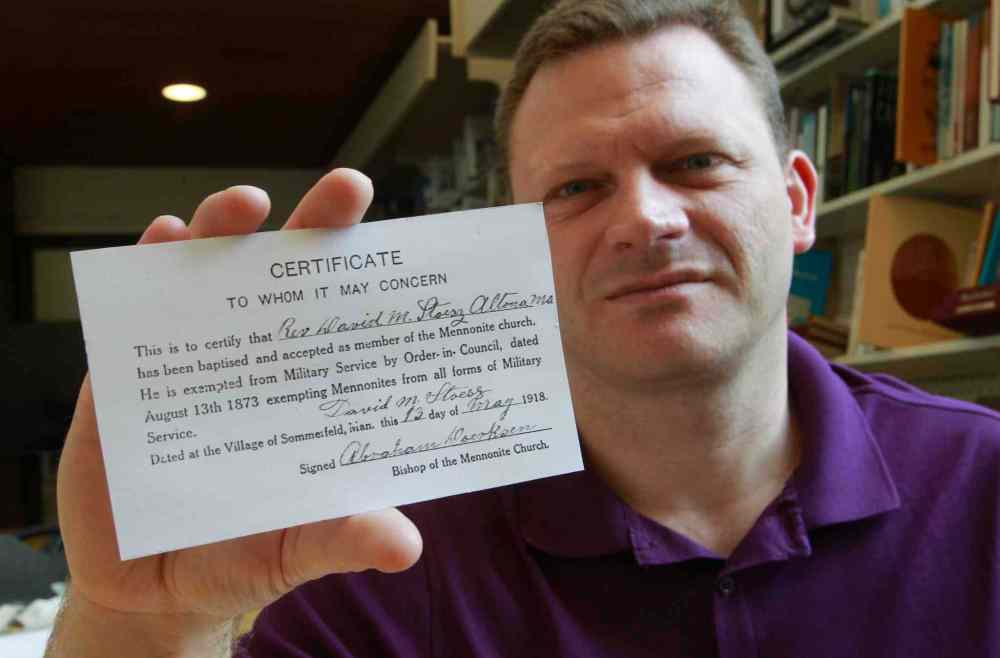 CERTIFICATE
TO WHOM IT MAY CONCERN
This is to certify that Rev David M. Stoesz Altona Ma
has been baptised and accepted as member of the Mennonite church.
He is exempted from Military Service by Order-in-Council, dated
August 13th 1873 exempting Mennonites from all forms of Military
Service.
David M. Stoesz
Dated at the Village of Sommerfeld, Man. this 12 day of May 1918.
Signed Abraham Doerksen
Bishop of the Mennonite Church.